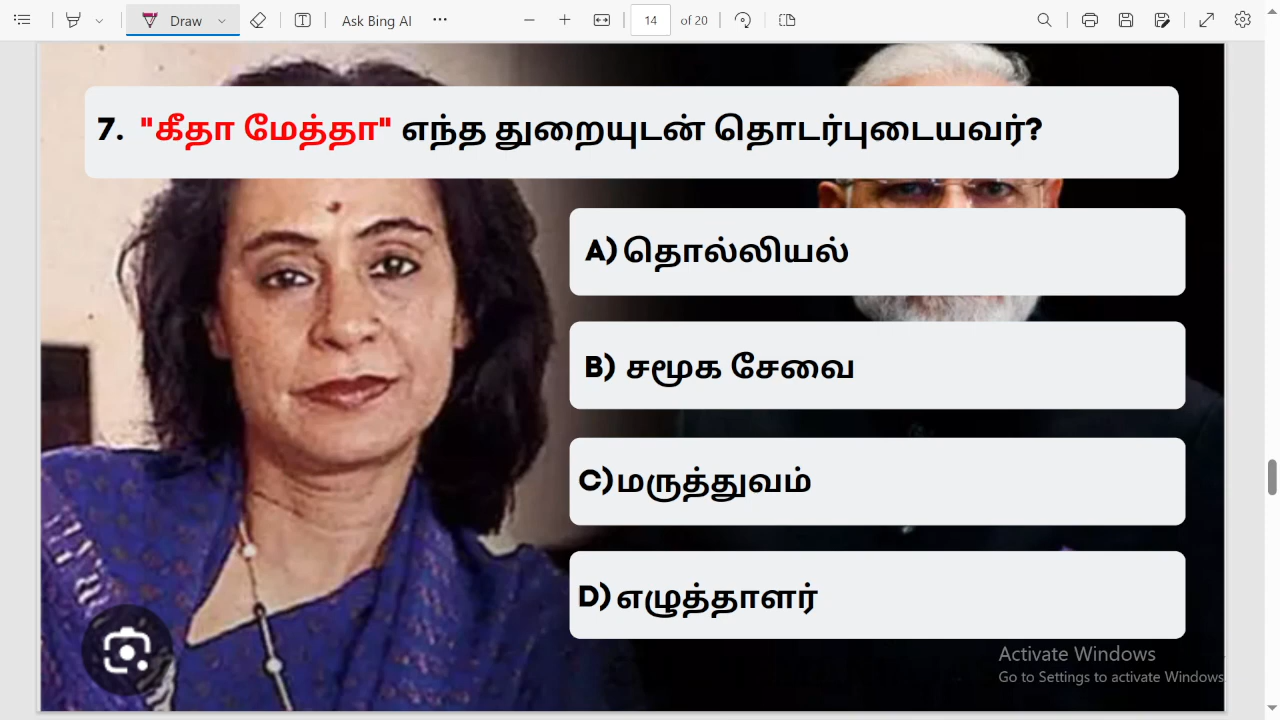 Draw
Ask Bing AI
14 of 20
7. "கீதா மேத்தா" எந்த துறையுடன் தொடர்புடையவர்?
A) தொல்லியல்
B) சமூக சேவை
C) மருத்துவம்
D) எழுத்தாளர்
Activate Windows
Go to Settings to activate Windows